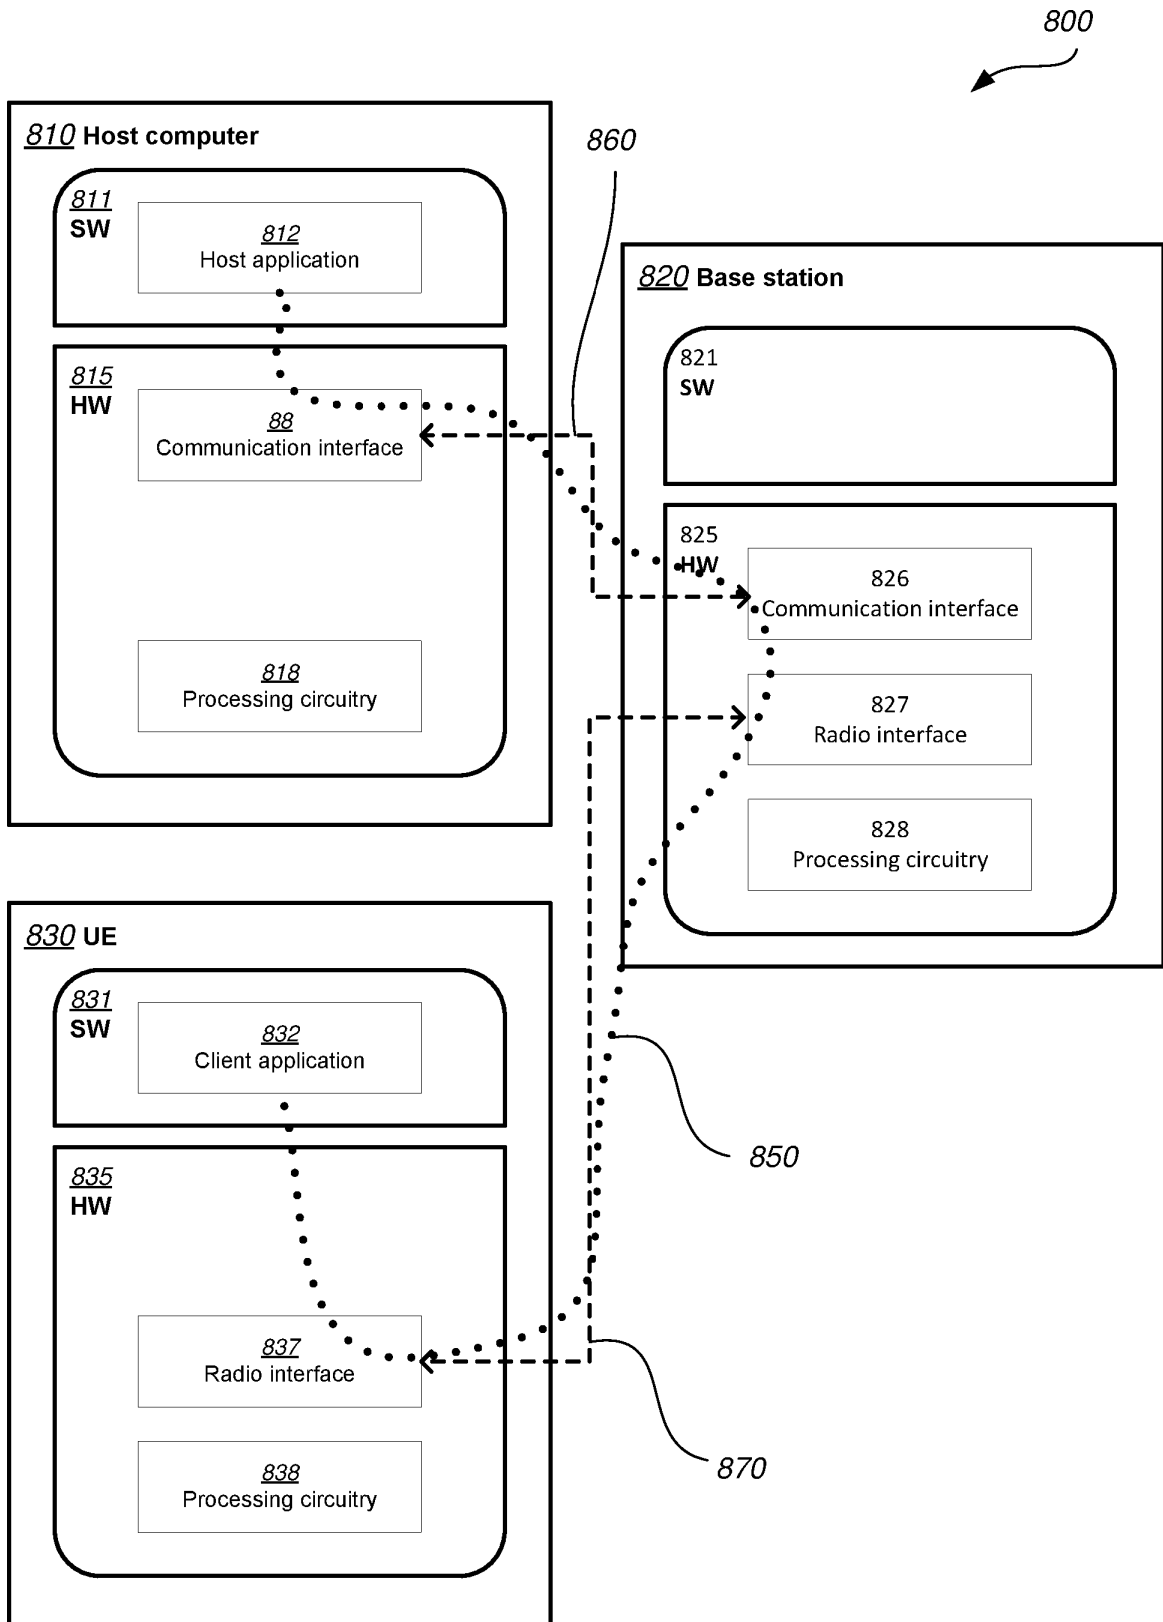 800
810 Host computer
811
SW
812
Host application
815
HW
88
Communication interface
818
Processing circuitry
860
820 Base station
821
SW
825
HW
826
Communication interface
827
Radio interface
828
Processing circuitry
830 UE
831
SW
832
Client application
835
HW
837
Radio interface
838
Processing circuitry
850
870